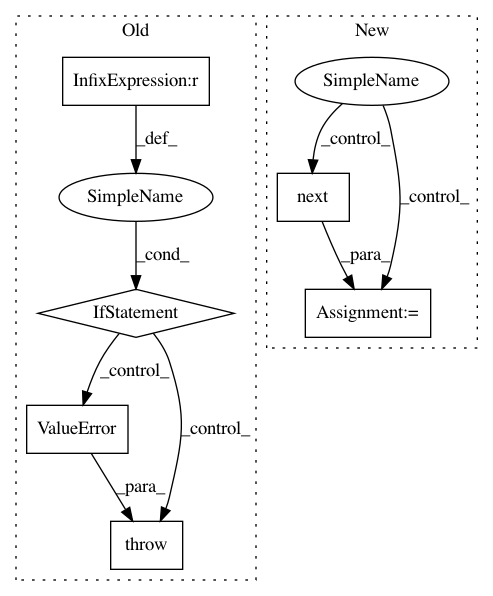 Old
New
InfixExpression:r
SimpleName
_def_
_control_
SimpleName
next
_control_
_cond_
_para_
IfStatement
Assignment:=
_control_
ValueError
_control_
_para_
throw